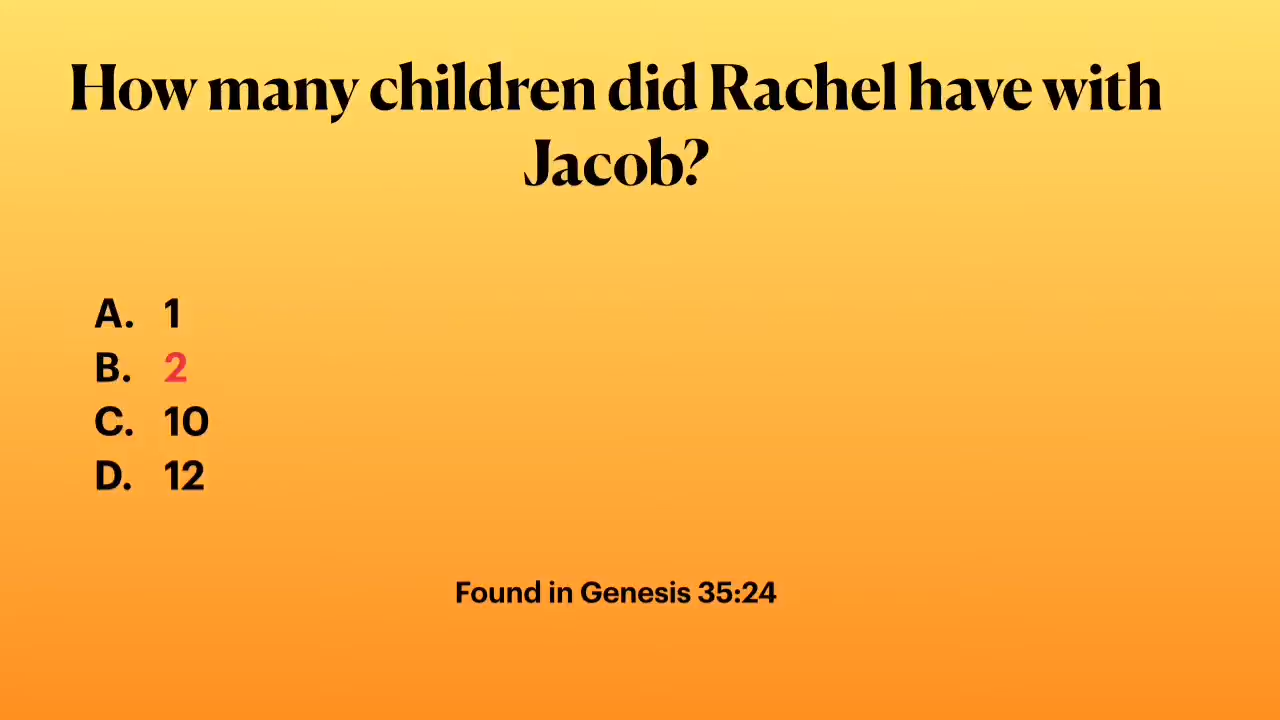 How many children did Rachel have with
Jacob?
A. 1
B. 2
C. 10
D. 12
Found in Genesis 35:24